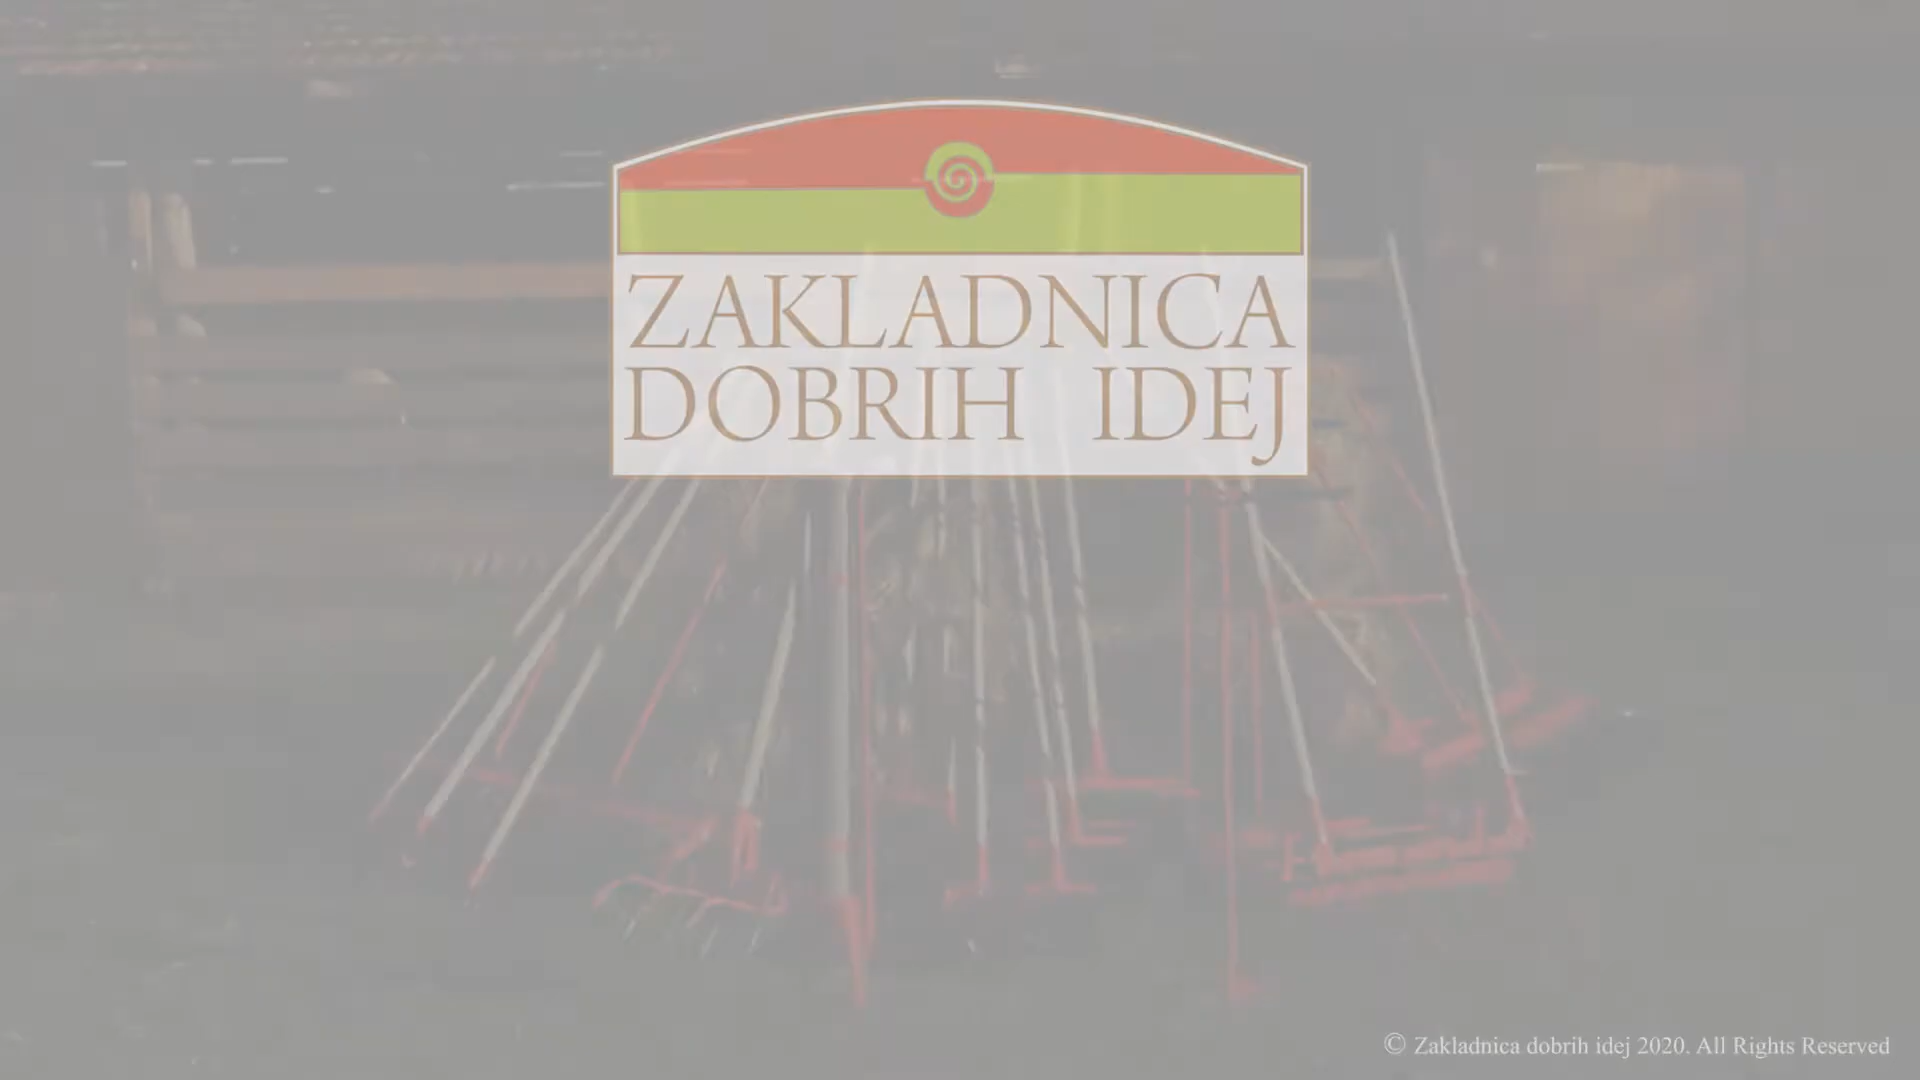 ZAKLADNICA
DOBRIH IDEJ
© Zakladnica dobrih idej 2020. All Rights Reserved